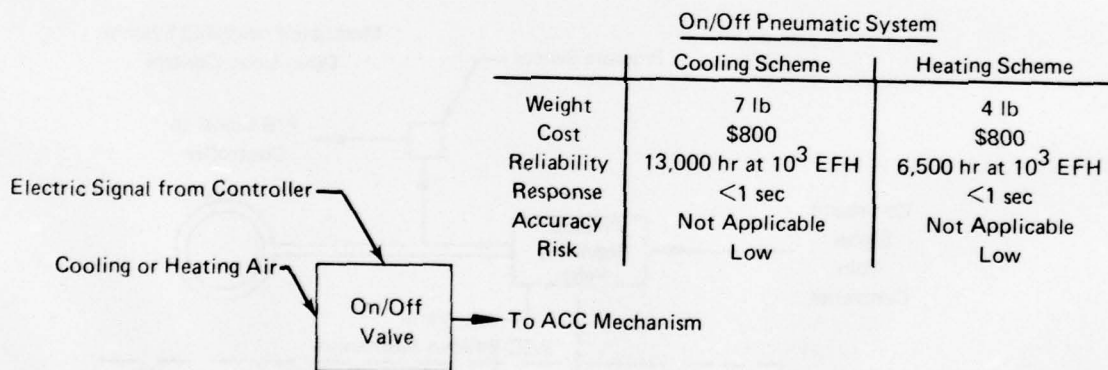 On/Off Pneumatic System
Cooling Scheme Heating Scheme
Weight 7 lb 4 lb
Cost $800 $800
Reliability 13,000 hr at 10³ EFH 6,500 hr at 10³ EFH
Response <1 sec <1 sec
Accuracy Not Applicable Not Applicable
Risk Low Low
Electric Signal from Controller
Cooling or Heating Air
On/Off
Valve
To ACC Mechanism